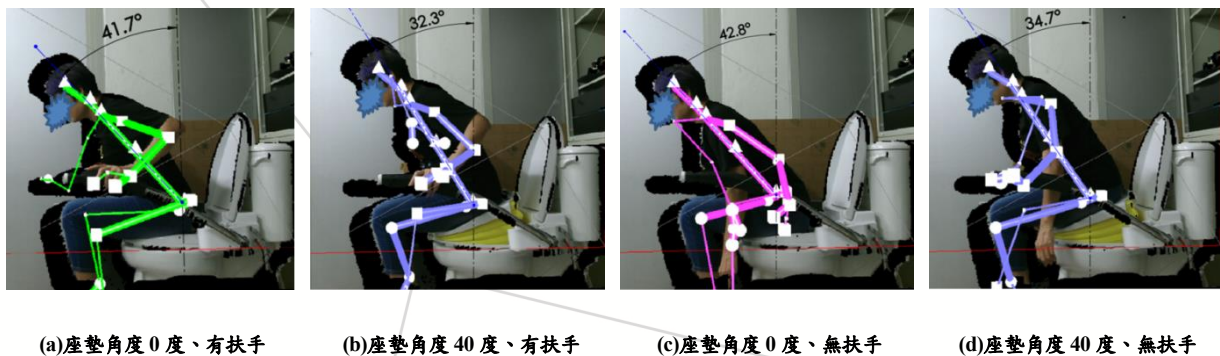 41.7°
32.3°
42.8°
34.7°
(a)座墊角度 0 度、有扶手
(b)座墊角度 40 度、有扶手
(c)座墊角度 0 度、無扶手
(d)座墊角度 40 度、無扶手